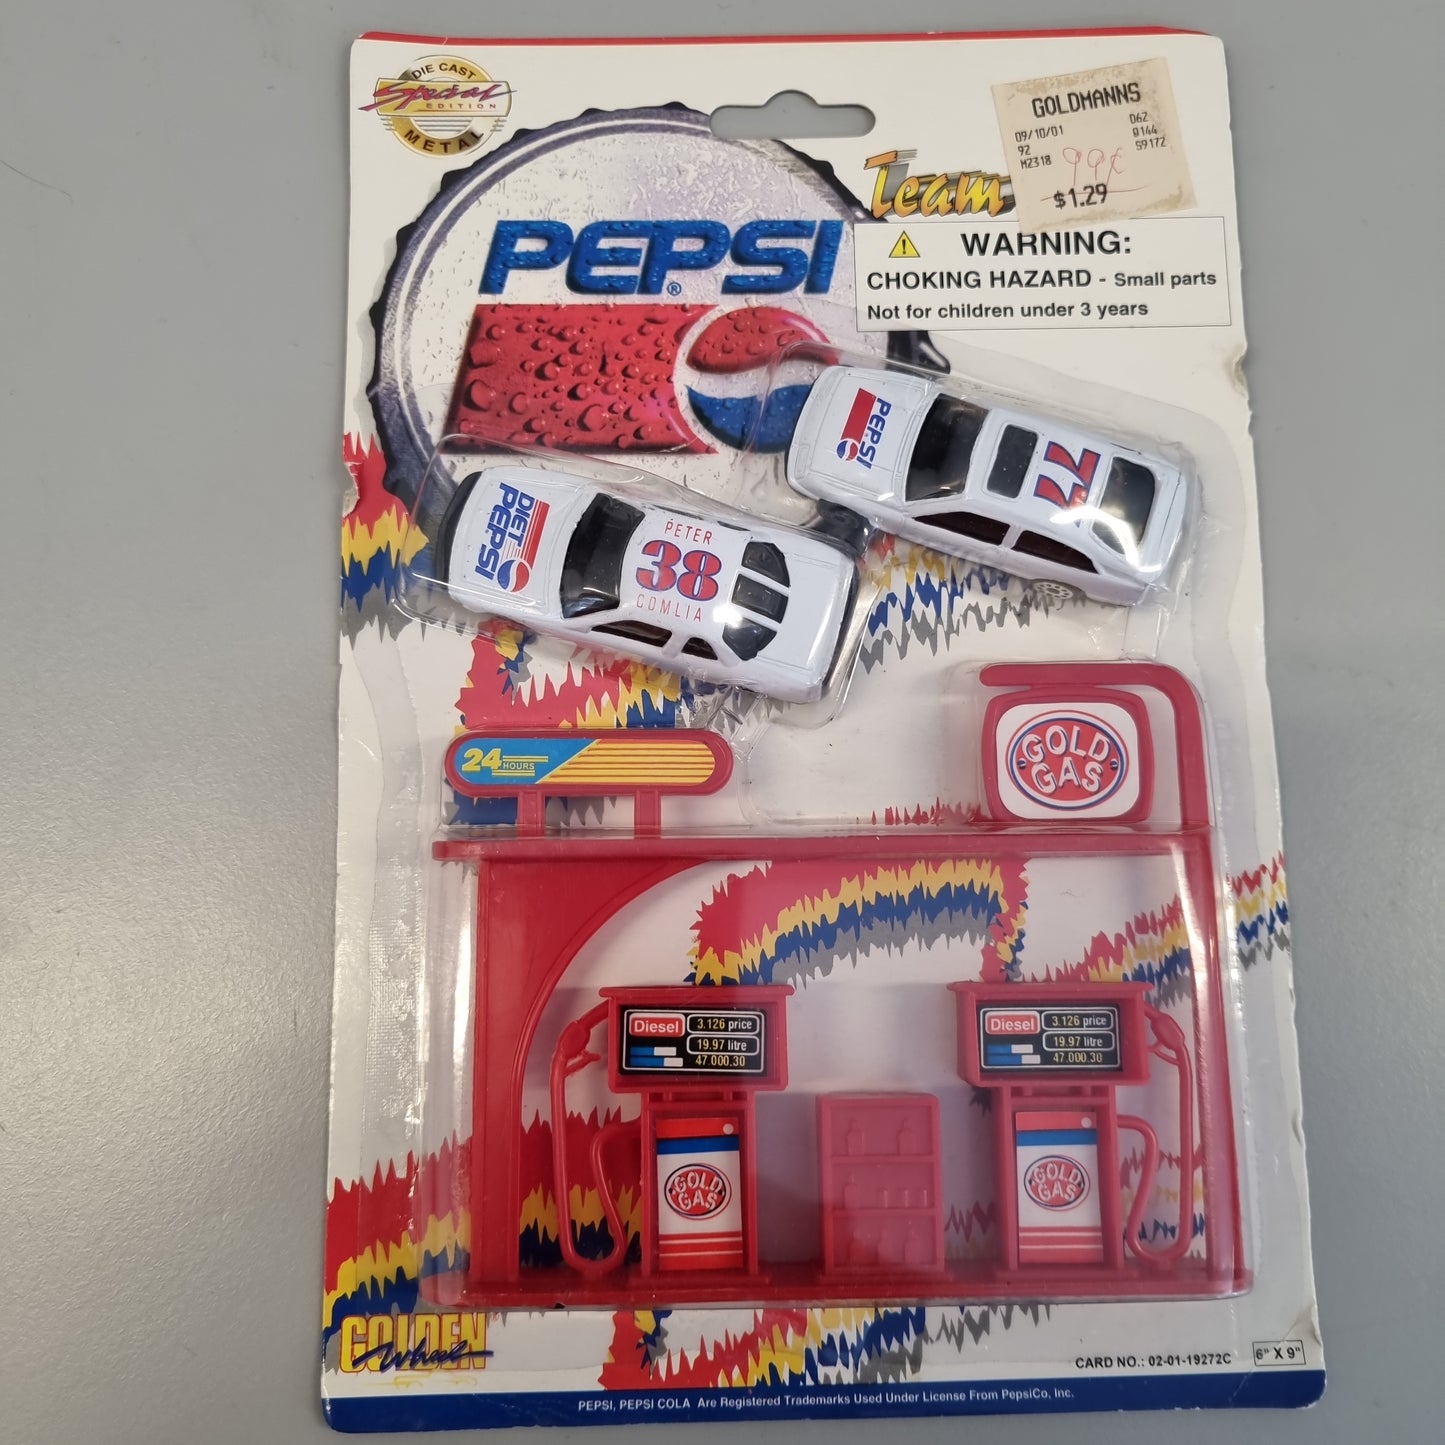 DIE CAST
Special
EDITION
METAL
GOLDMANNS
09/10/01 062
92 0144
M2318 59172
99¢
$1.29
Team
PEPSI®
WARNING:
CHOKING HAZARD - Small parts
Not for children under 3 years
PEPSI
77
DIET
PEPSI
PETER
38
COMLIA
24 HOURS
GOLD
GAS
Diesel 3.126 price
19.97 litre
47.000.30
Diesel 3.126 price
19.97 litre
47.000.30
GOLD
GAS
GOLD
GAS
GOLDEN
Wheel
CARD NO.: 02-01-19272C
6" X 9"
PEPSI, PEPSI COLA Are Registered Trademarks Used Under License From PepsiCo, Inc.